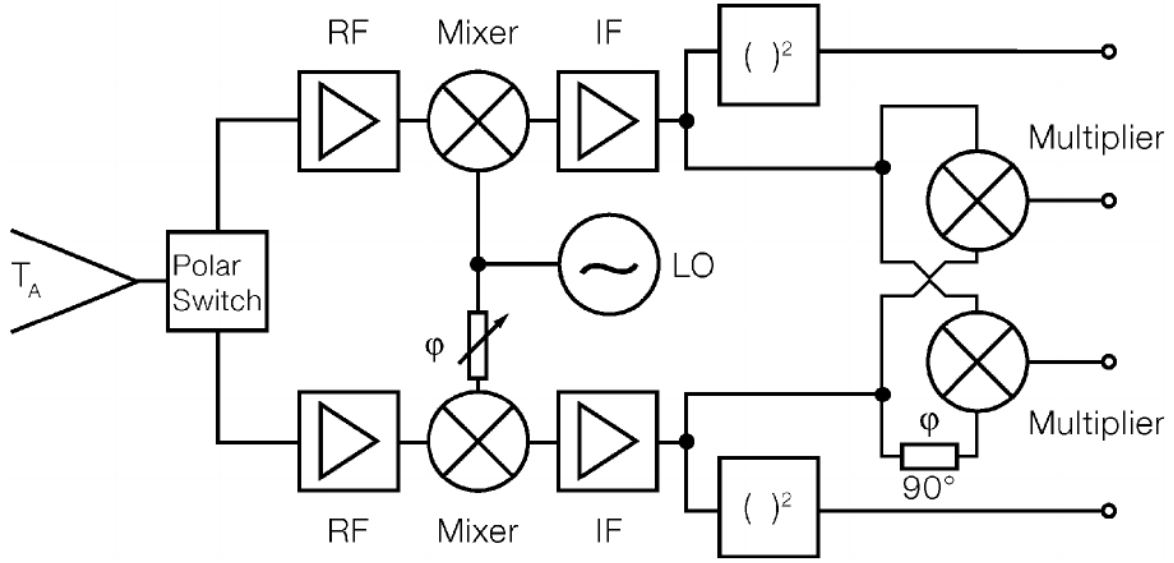 RF Mixer IF
( )²
Multiplier
T_A
Polar
Switch
LO
φ
φ
90°
Multiplier
( )²
RF Mixer IF